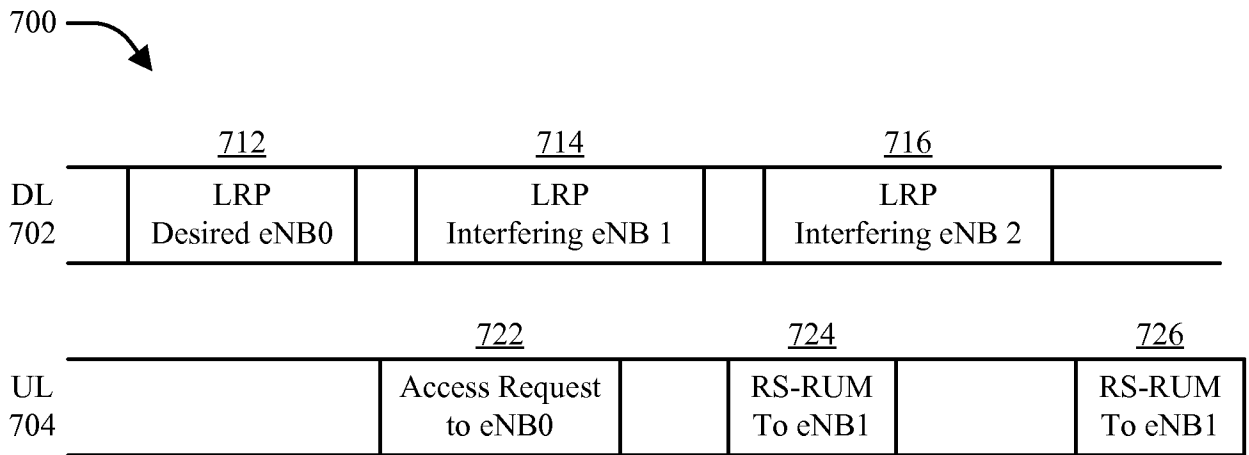 700
712 714 716
DL
702
LRP
Desired eNB0
LRP
Interfering eNB 1
LRP
Interfering eNB 2
722 724 726
UL
704
Access Request
to eNB0
RS-RUM
To eNB1
RS-RUM
To eNB1